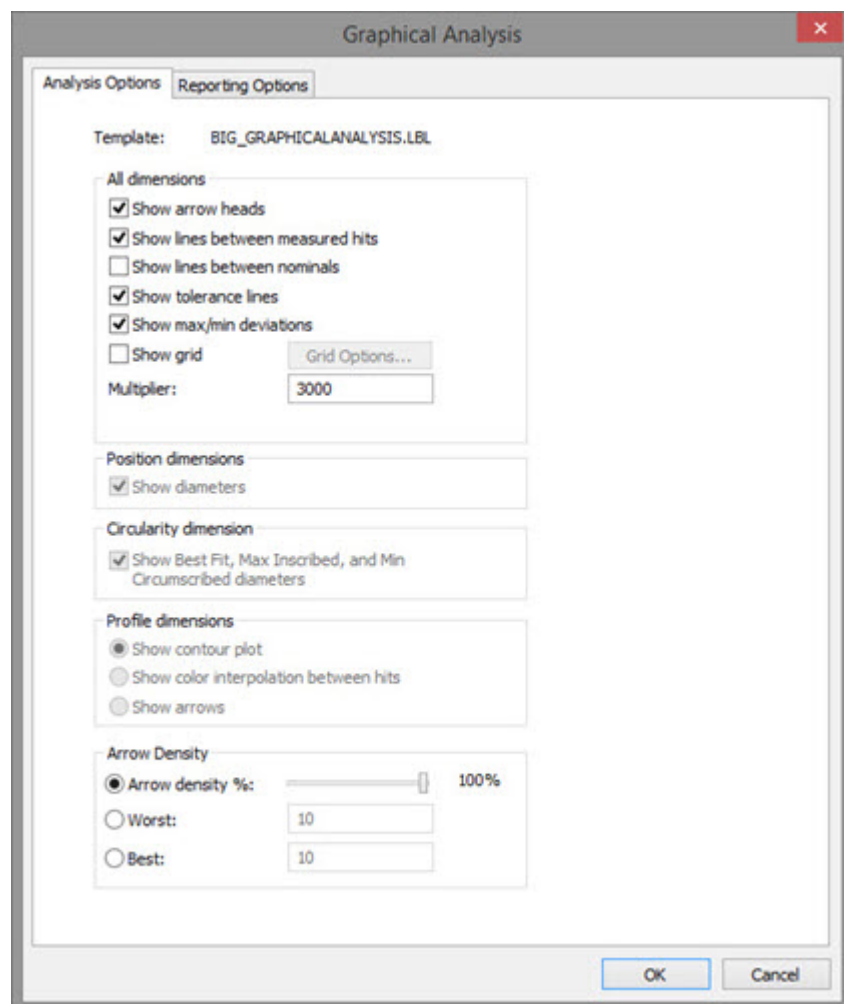 Graphical Analysis
Analysis Options
Reporting Options
Template: BIG_GRAPHICALANALYSIS.LBL
All dimensions
Show arrow heads
Show lines between measured hits
Show lines between nominals
Show tolerance lines
Show max/min deviations
Show grid
Grid Options...
Multiplier: 3000
Position dimensions
Show diameters
Circularity dimension
Show Best Fit, Max Inscribed, and Min
Circumscribed diameters
Profile dimensions
Show contour plot
Show color interpolation between hits
Show arrows
Arrow Density
Arrow density %: 100%
Worst: 10
Best: 10
OK Cancel